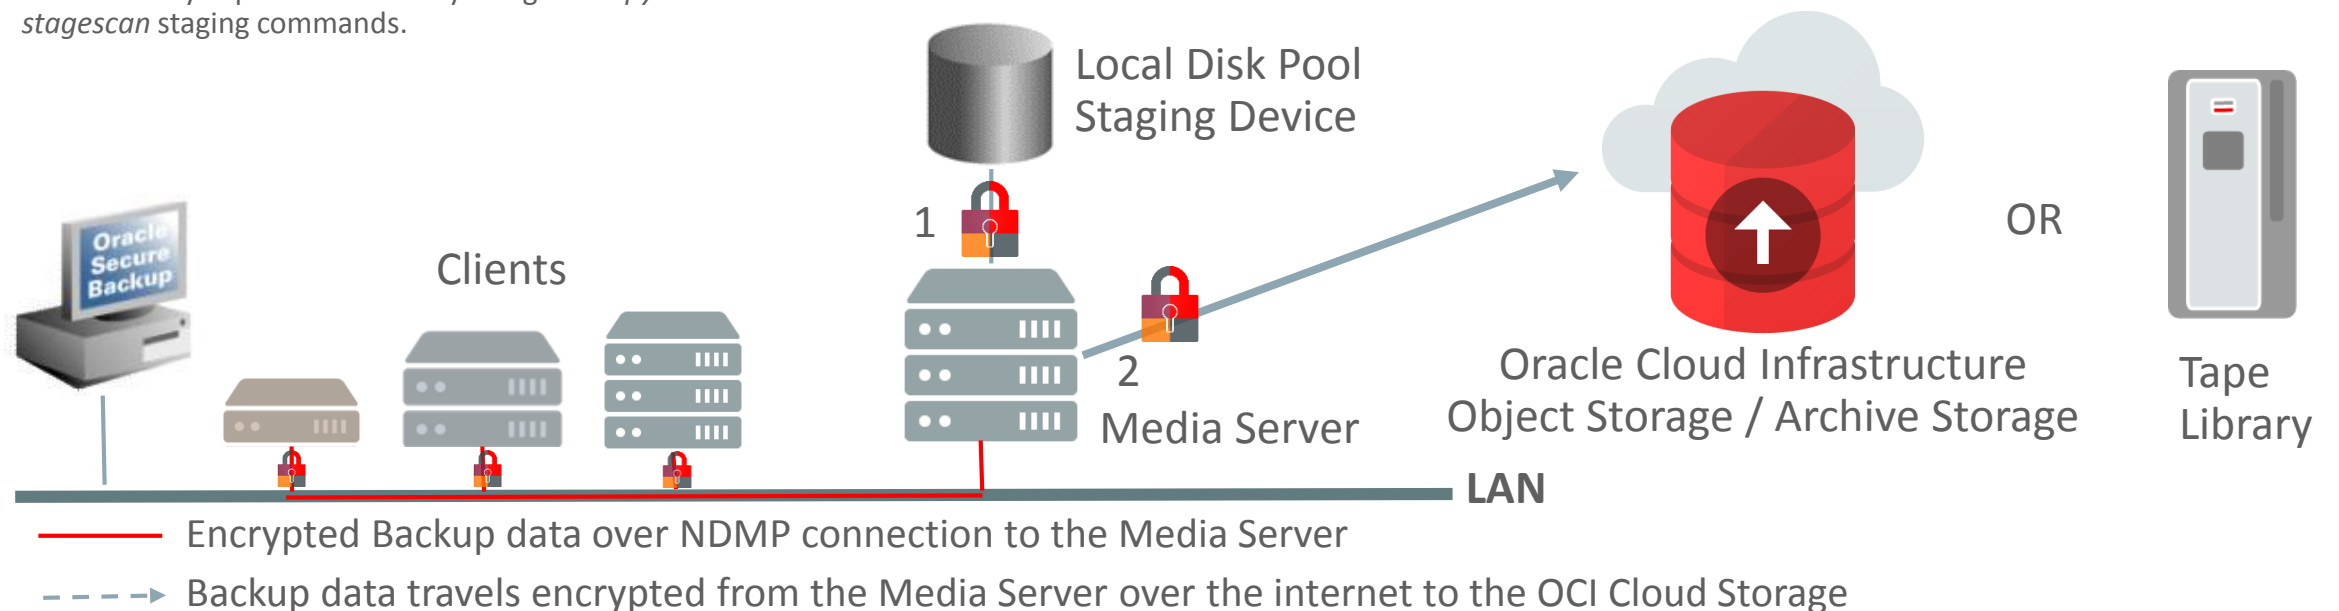 stagescan staging commands.
Local Disk Pool
Staging Device
1
OR
Oracle
Secure
Backup
Clients
2
Media Server
Oracle Cloud Infrastructure
Object Storage / Archive Storage
Tape
Library
LAN
Encrypted Backup data over NDMP connection to the Media Server
Backup data travels encrypted from the Media Server over the internet to the OCI Cloud Storage